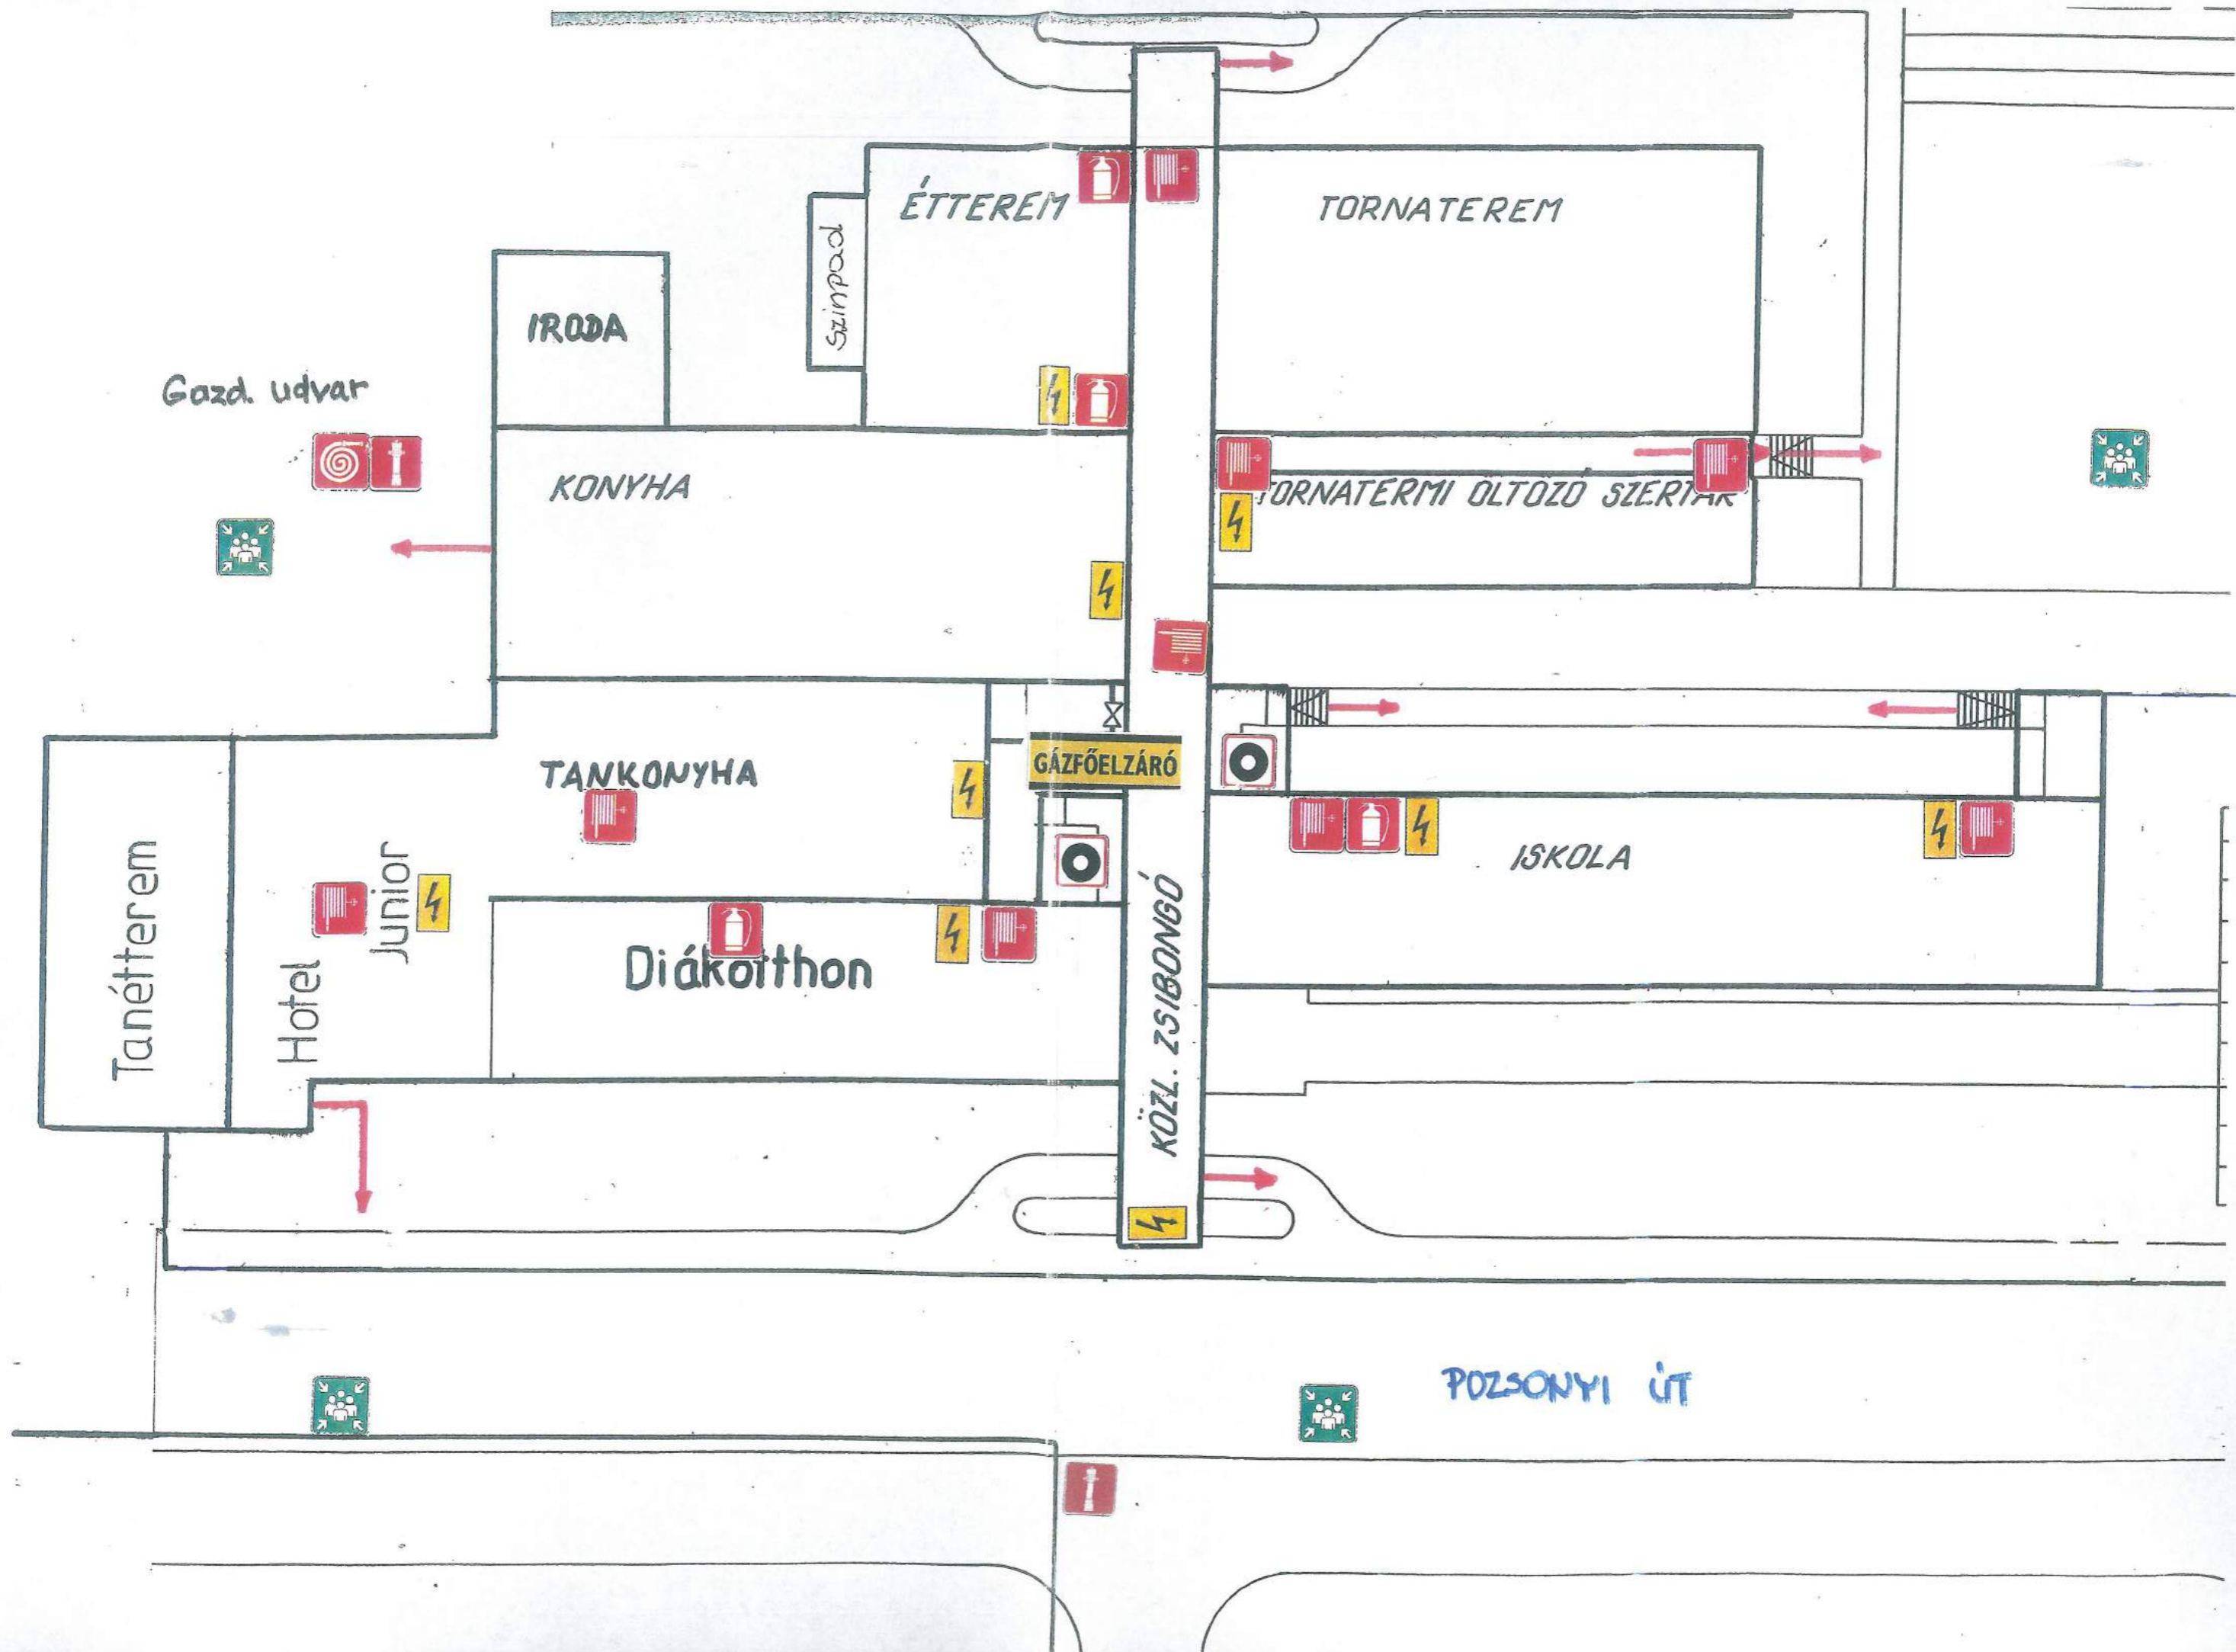 ÉTTEREM
TORNATEREM
Szinpad
IRODA
Gazd. udvar
KONYHA
TORNATERMI ÖLTÖZŐ SZERTÁR
GÁZFŐELZÁRÓ
TANKONYHA
ISKOLA
Tanétterem
Hotel
Junior
Diákotthon
KÖZL. ZSIBONGÓ
POZSONYI ÚT